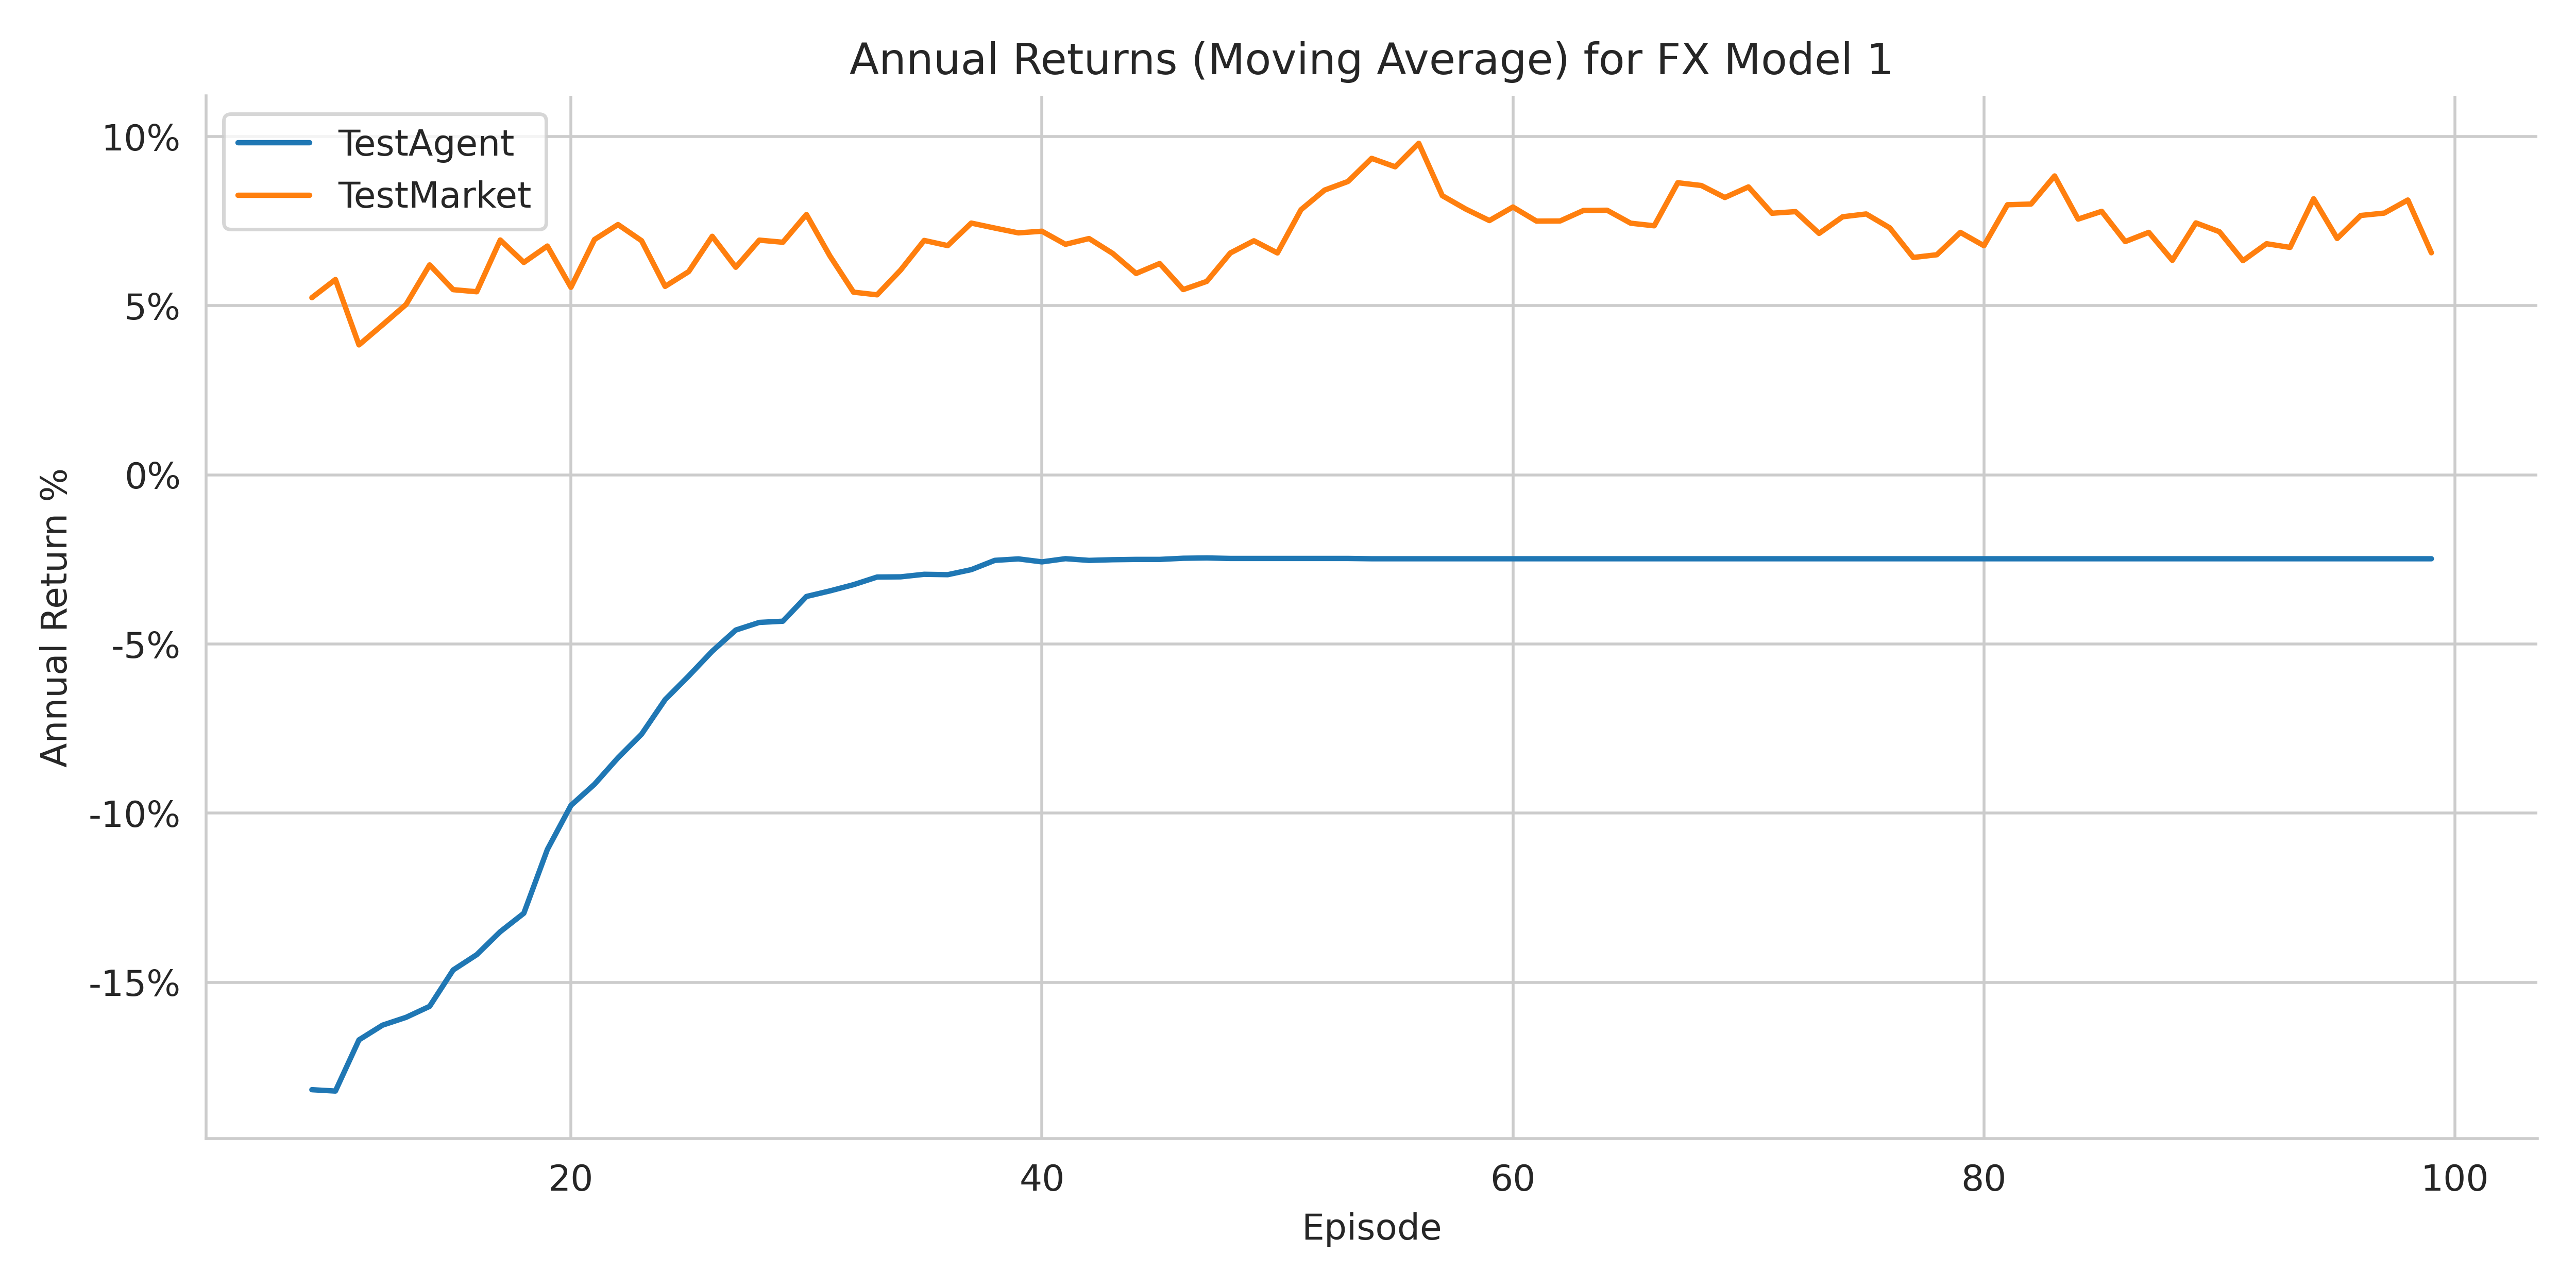 Annual Returns (Moving Average) for FX Model 1
TestAgent
TestMarket
10%
5%
0%
-5%
-10%
-15%
Annual Return %
20
40
60
80
100
Episode